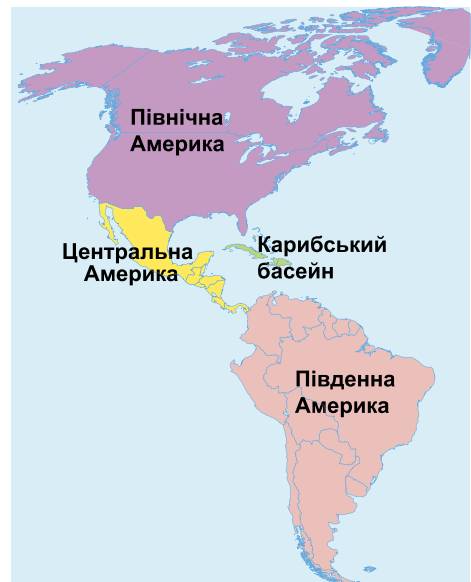 Північна
Америка
Центральна
Америка
Карибський
басейн
Південна
Америка